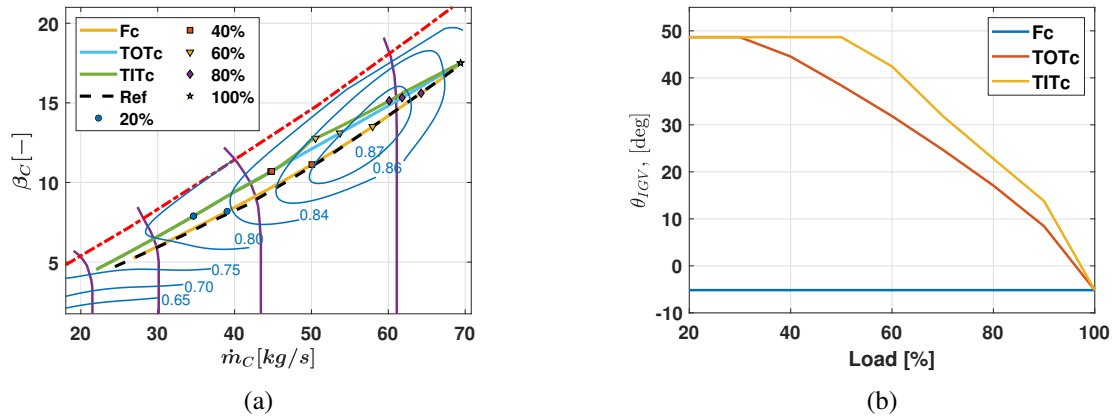 20
15
10
5
β_C[−]
Fc
TOTc
TITc
Ref
20%
40%
60%
80%
100%
0.87
0.86
0.84
0.80
0.75
0.70
0.65
20 30 40 50 60 70
ṁ_C[kg/s]
(a)
50
40
30
20
10
0
-10
θ_IGV, [deg]
Fc
TOTc
TITc
20 40 60 80 100
Load [%]
(b)